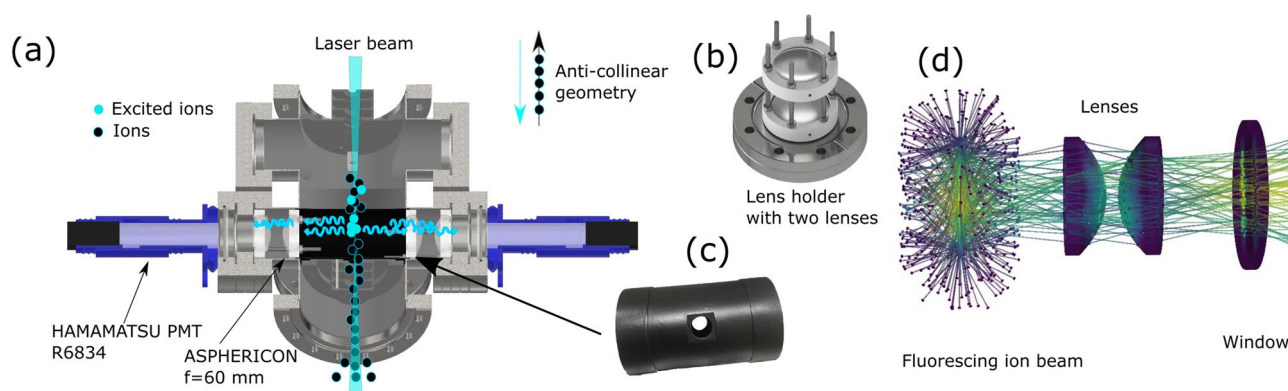 (a)
Laser beam
Anti-collinear
geometry
Excited ions
Ions
HAMAMATSU PMT
R6834
ASPHERICON
f=60 mm
(b)
Lens holder
with two lenses
(c)
(d)
Lenses
Fluorescing ion beam
Window